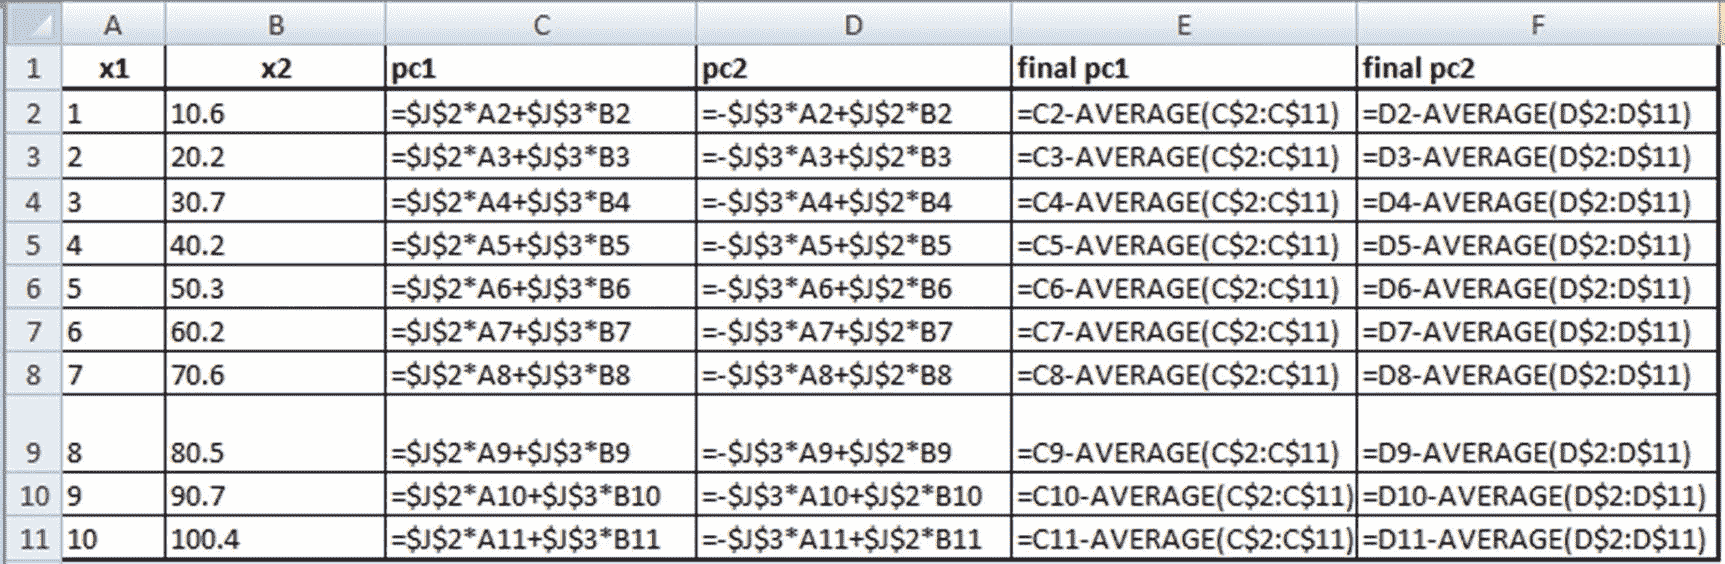 A B C D E F
1 x1 x2 pc1 pc2 final pc1 final pc2
2 1 10.6 =$J$2*A2+$J$3*B2 =-$J$3*A2+$J$2*B2 =C2-AVERAGE(C$2:C$11) =D2-AVERAGE(D$2:D$11)
3 2 20.2 =$J$2*A3+$J$3*B3 =-$J$3*A3+$J$2*B3 =C3-AVERAGE(C$2:C$11) =D3-AVERAGE(D$2:D$11)
4 3 30.7 =$J$2*A4+$J$3*B4 =-$J$3*A4+$J$2*B4 =C4-AVERAGE(C$2:C$11) =D4-AVERAGE(D$2:D$11)
5 4 40.2 =$J$2*A5+$J$3*B5 =-$J$3*A5+$J$2*B5 =C5-AVERAGE(C$2:C$11) =D5-AVERAGE(D$2:D$11)
6 5 50.3 =$J$2*A6+$J$3*B6 =-$J$3*A6+$J$2*B6 =C6-AVERAGE(C$2:C$11) =D6-AVERAGE(D$2:D$11)
7 6 60.2 =$J$2*A7+$J$3*B7 =-$J$3*A7+$J$2*B7 =C7-AVERAGE(C$2:C$11) =D7-AVERAGE(D$2:D$11)
8 7 70.6 =$J$2*A8+$J$3*B8 =-$J$3*A8+$J$2*B8 =C8-AVERAGE(C$2:C$11) =D8-AVERAGE(D$2:D$11)
9 8 80.5 =$J$2*A9+$J$3*B9 =-$J$3*A9+$J$2*B9 =C9-AVERAGE(C$2:C$11) =D9-AVERAGE(D$2:D$11)
10 9 90.7 =$J$2*A10+$J$3*B10 =-$J$3*A10+$J$2*B10 =C10-AVERAGE(C$2:C$11) =D10-AVERAGE(D$2:D$11)
11 10 100.4 =$J$2*A11+$J$3*B11 =-$J$3*A11+$J$2*B11 =C11-AVERAGE(C$2:C$11) =D11-AVERAGE(D$2:D$11)